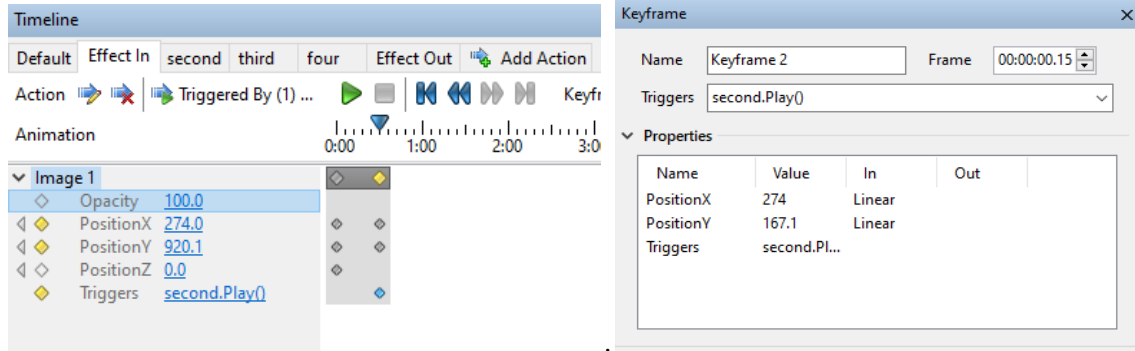 Timeline
Default Effect In second third four Effect Out Add Action
Action Triggered By (1) ... Keyfr
Animation 0:00 1:00 2:00 3:0
Image 1
Opacity 100.0
PositionX 274.0
PositionY 920.1
PositionZ 0.0
Triggers second.Play()
Keyframe
Name Keyframe 2 Frame 00:00:00.15
Triggers second.Play()
Properties
Name Value In Out
PositionX 274 Linear
PositionY 167.1 Linear
Triggers second.Pl...
.